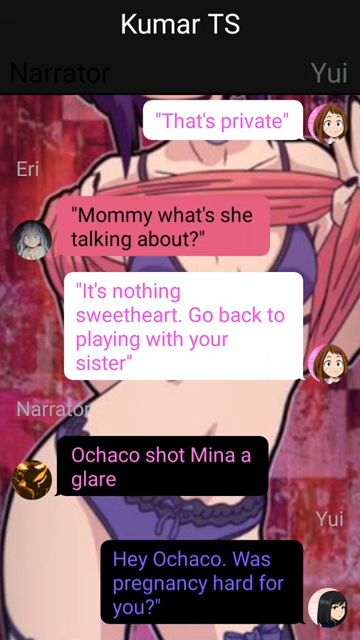 Kumar TS
Narrator
Yui
"That's private"
Eri
"Mommy what's she
talking about?"
"It's nothing
sweetheart. Go back to
playing with your
sister"
Narrator
Ochaco shot Mina a
glare
Yui
Hey Ochaco. Was
pregnancy hard for
you?"